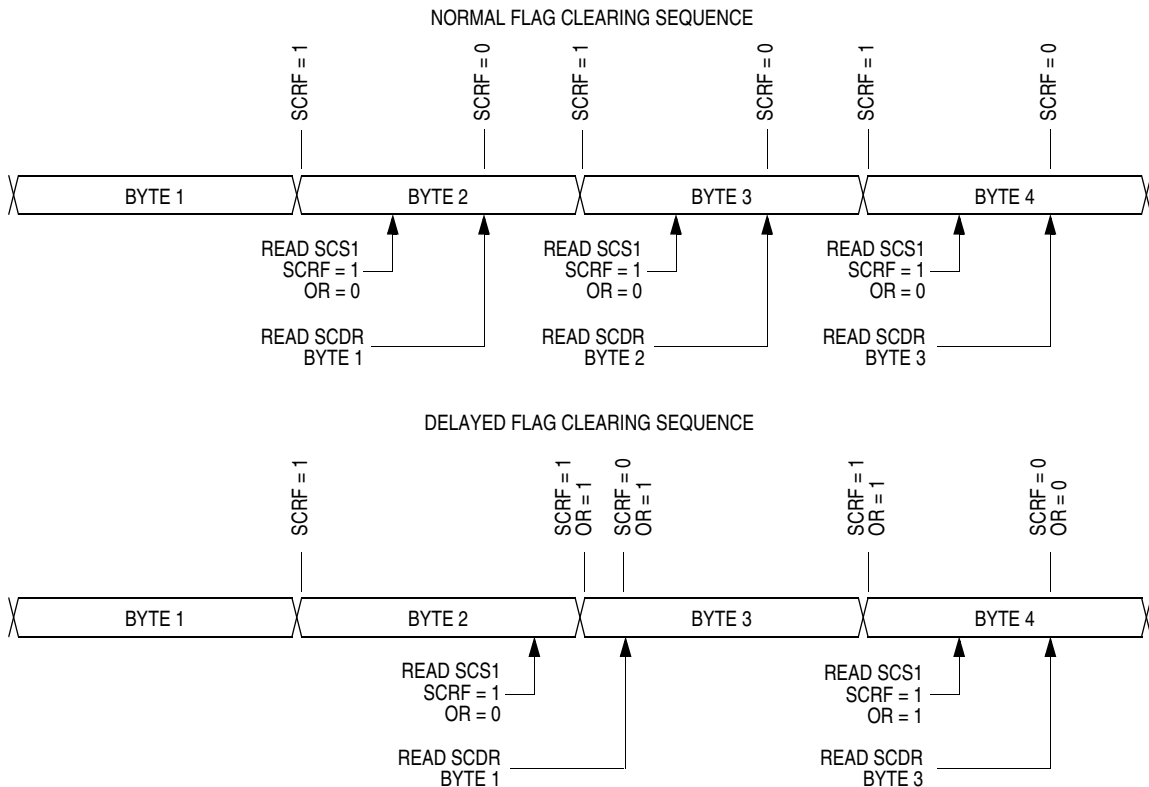 NORMAL FLAG CLEARING SEQUENCE
SCRF = 1
SCRF = 0
SCRF = 1
SCRF = 0
SCRF = 1
SCRF = 0
BYTE 1
BYTE 2
BYTE 3
BYTE 4
READ SCS1
SCRF = 1
OR = 0
READ SCS1
SCRF = 1
OR = 0
READ SCS1
SCRF = 1
OR = 0
READ SCDR
BYTE 1
READ SCDR
BYTE 2
READ SCDR
BYTE 3
DELAYED FLAG CLEARING SEQUENCE
SCRF = 1
SCRF = 1
OR = 1
SCRF = 0
OR = 1
SCRF = 1
OR = 1
SCRF = 0
OR = 0
BYTE 1
BYTE 2
BYTE 3
BYTE 4
READ SCS1
SCRF = 1
OR = 0
READ SCS1
SCRF = 1
OR = 1
READ SCDR
BYTE 1
READ SCDR
BYTE 3